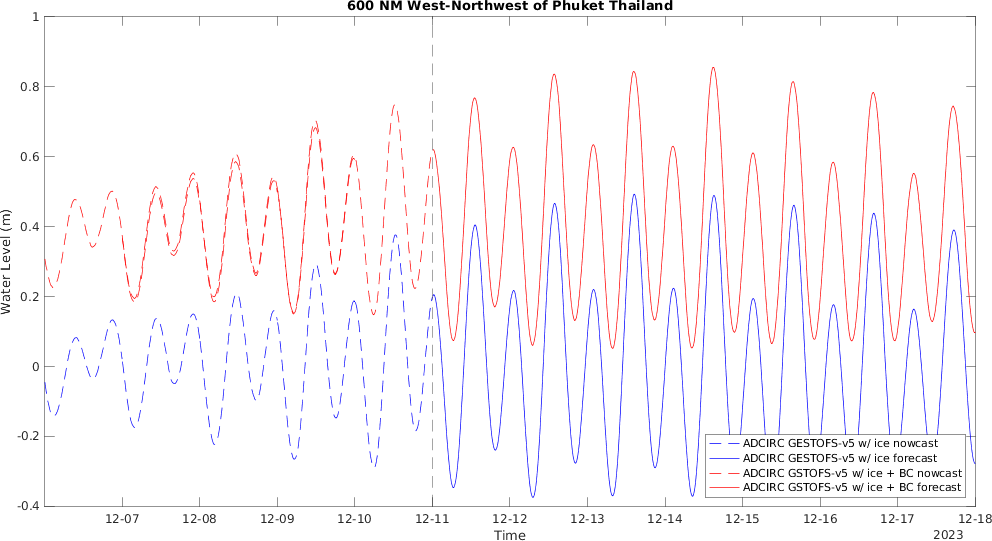 600 NM West-Northwest of Phuket Thailand
1
0.8
0.6
0.4
0.2
0
-0.2
-0.4
Water Level (m)
ADCIRC GESTOFS-v5 w/ ice nowcast
ADCIRC GESTOFS-v5 w/ ice forecast
ADCIRC GSTOFS-v5 w/ ice + BC nowcast
ADCIRC GSTOFS-v5 w/ ice + BC forecast
12-07 12-08 12-09 12-10 12-11 12-12 12-13 12-14 12-15 12-16 12-17 12-18
Time
2023